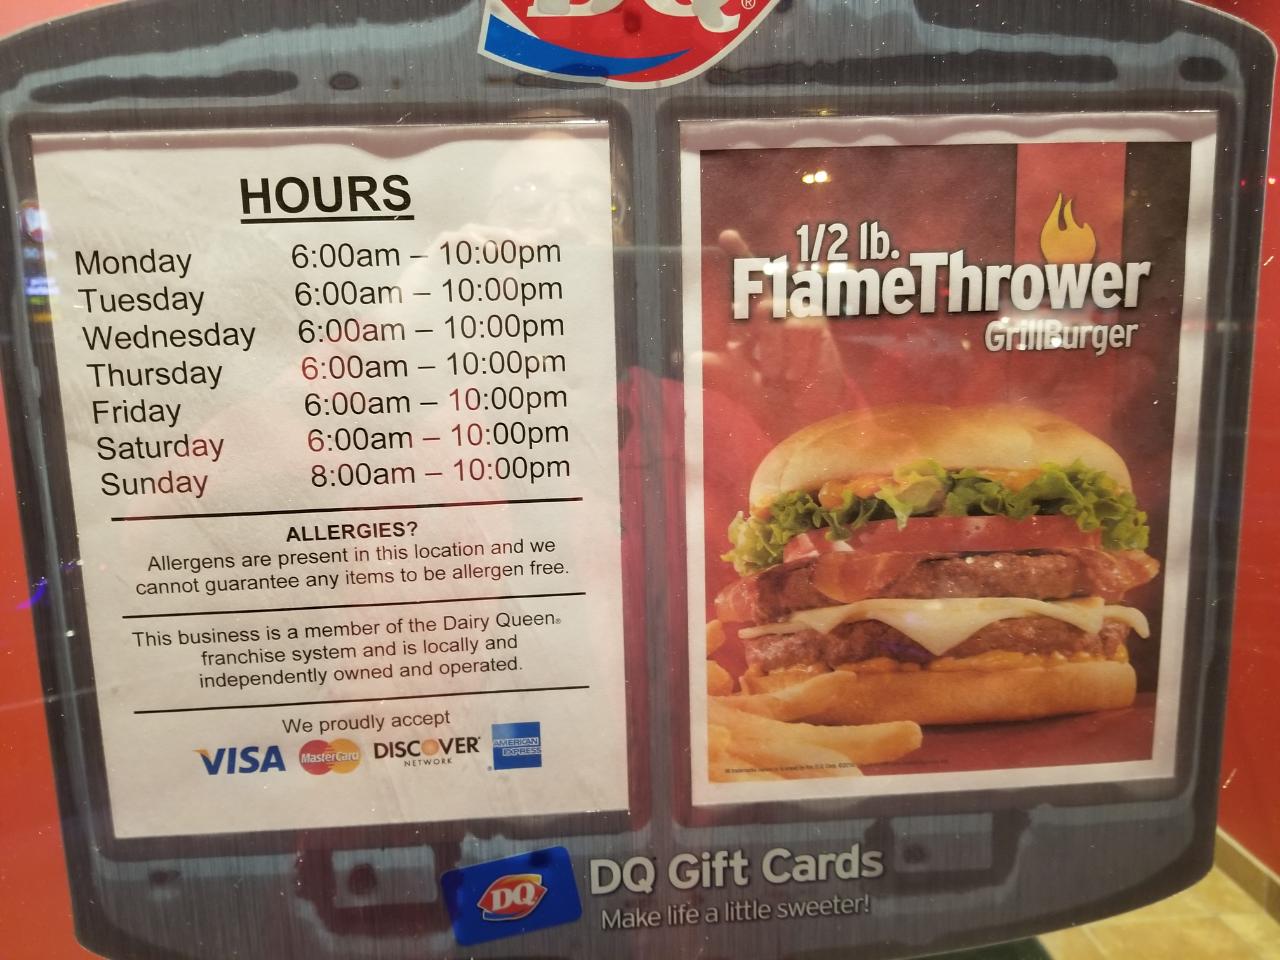 DQ®
HOURS
Monday 6:00am – 10:00pm
Tuesday 6:00am – 10:00pm
Wednesday 6:00am – 10:00pm
Thursday 6:00am – 10:00pm
Friday 6:00am – 10:00pm
Saturday 6:00am – 10:00pm
Sunday 8:00am – 10:00pm
ALLERGIES?
Allergens are present in this location and we
cannot guarantee any items to be allergen free.
This business is a member of the Dairy Queen®
franchise system and is locally and
independently owned and operated.
We proudly accept
VISA MasterCard DISCOVER® NETWORK AMERICAN EXPRESS
1/2 lb.
FlameThrower
GrillBurger
DQ
DQ Gift Cards
Make life a little sweeter!